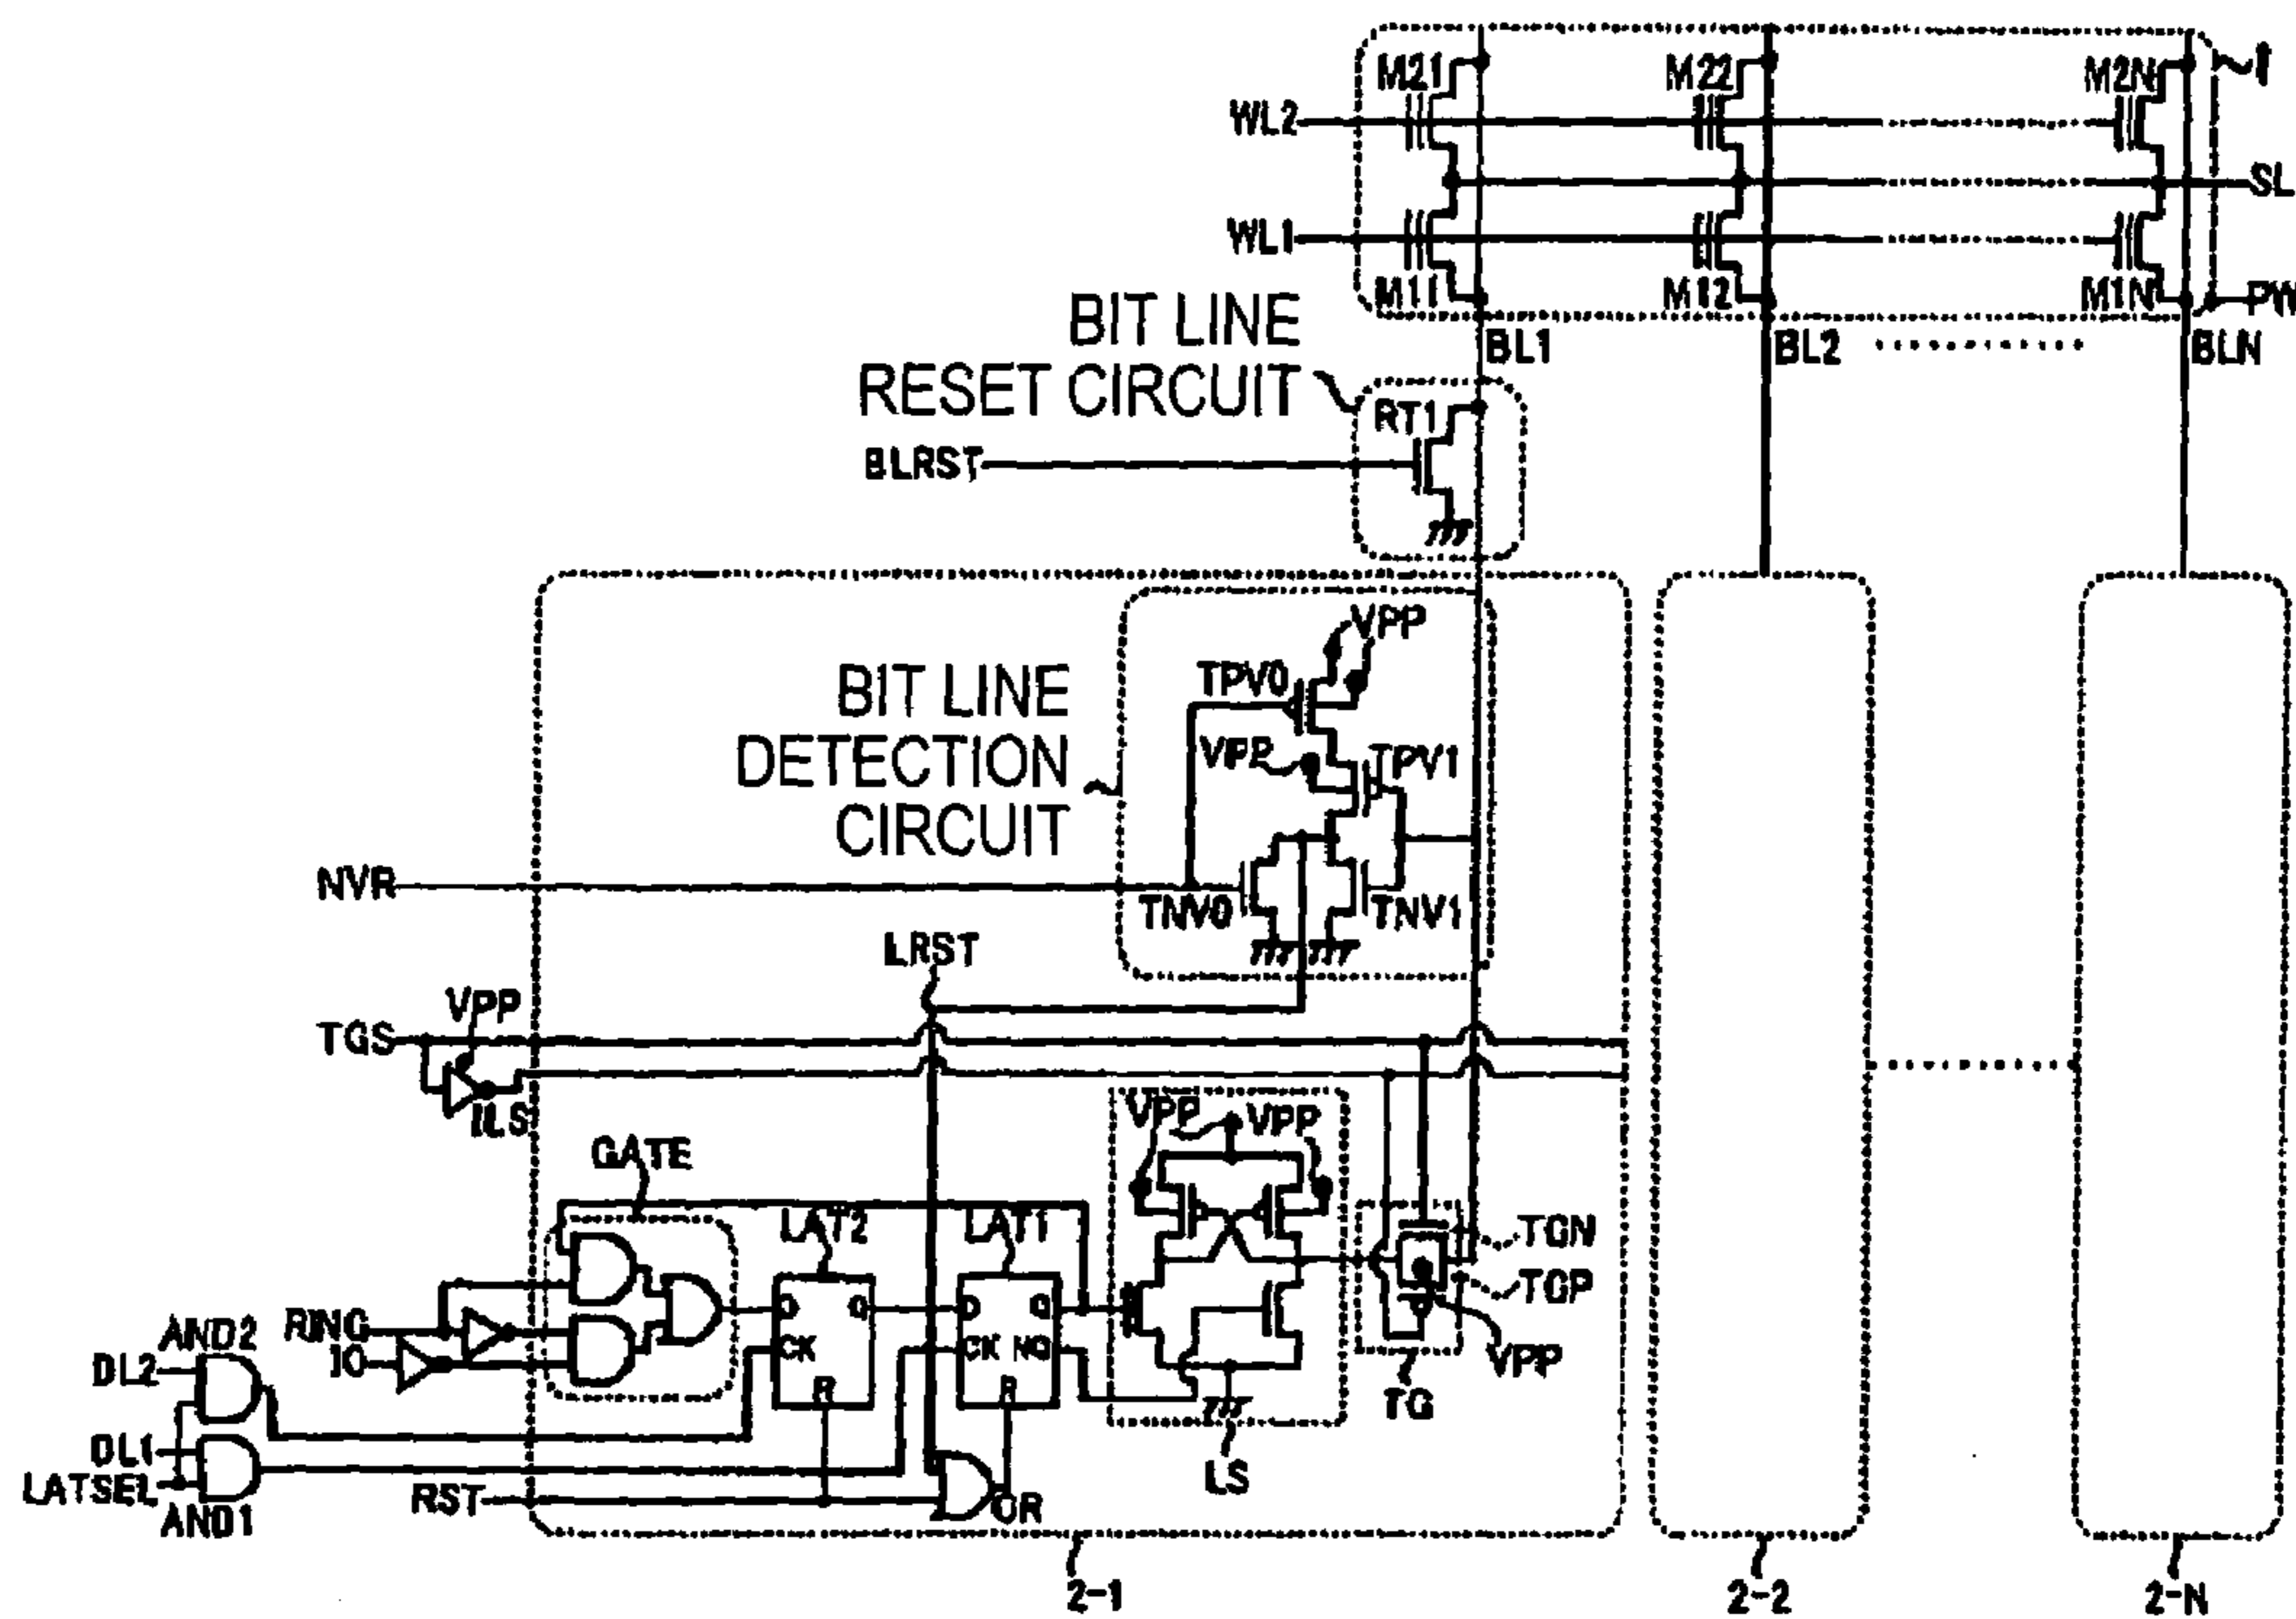 M21 M22 M2N 1
WL2
SL
WL1
M11 M12 M1N PW
BL1 BL2 BLN
BIT LINE
RESET CIRCUIT
RT1
BLRST
VPP
TPV0
BIT LINE
DETECTION
CIRCUIT
VPP TPV1
NVR
TNV0 TNV1
LRST
VPP
TGS
ILS
VPP VPP
GATE
LAT2 LAT1
TGN
TGP
D Q D Q
RING
IO
CK CK NQ
VPP
AND2
DL2
R R
TG
DL1
LATSEL
AND1
RST
OR
LS
2-1 2-2 2-N